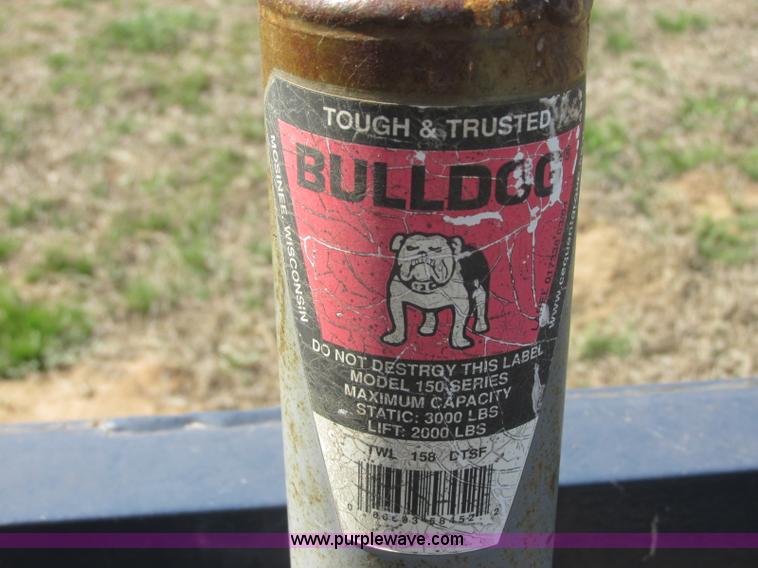 TOUGH & TRUSTED
BULLDOG
MOSINEE, WISCONSIN
DO NOT DESTROY THIS LABEL
MODEL 150 SERIES
MAXIMUM CAPACITY
STATIC: 3000 LBS
LIFT: 2000 LBS
TWL 158 DTSF
www.purplewave.com